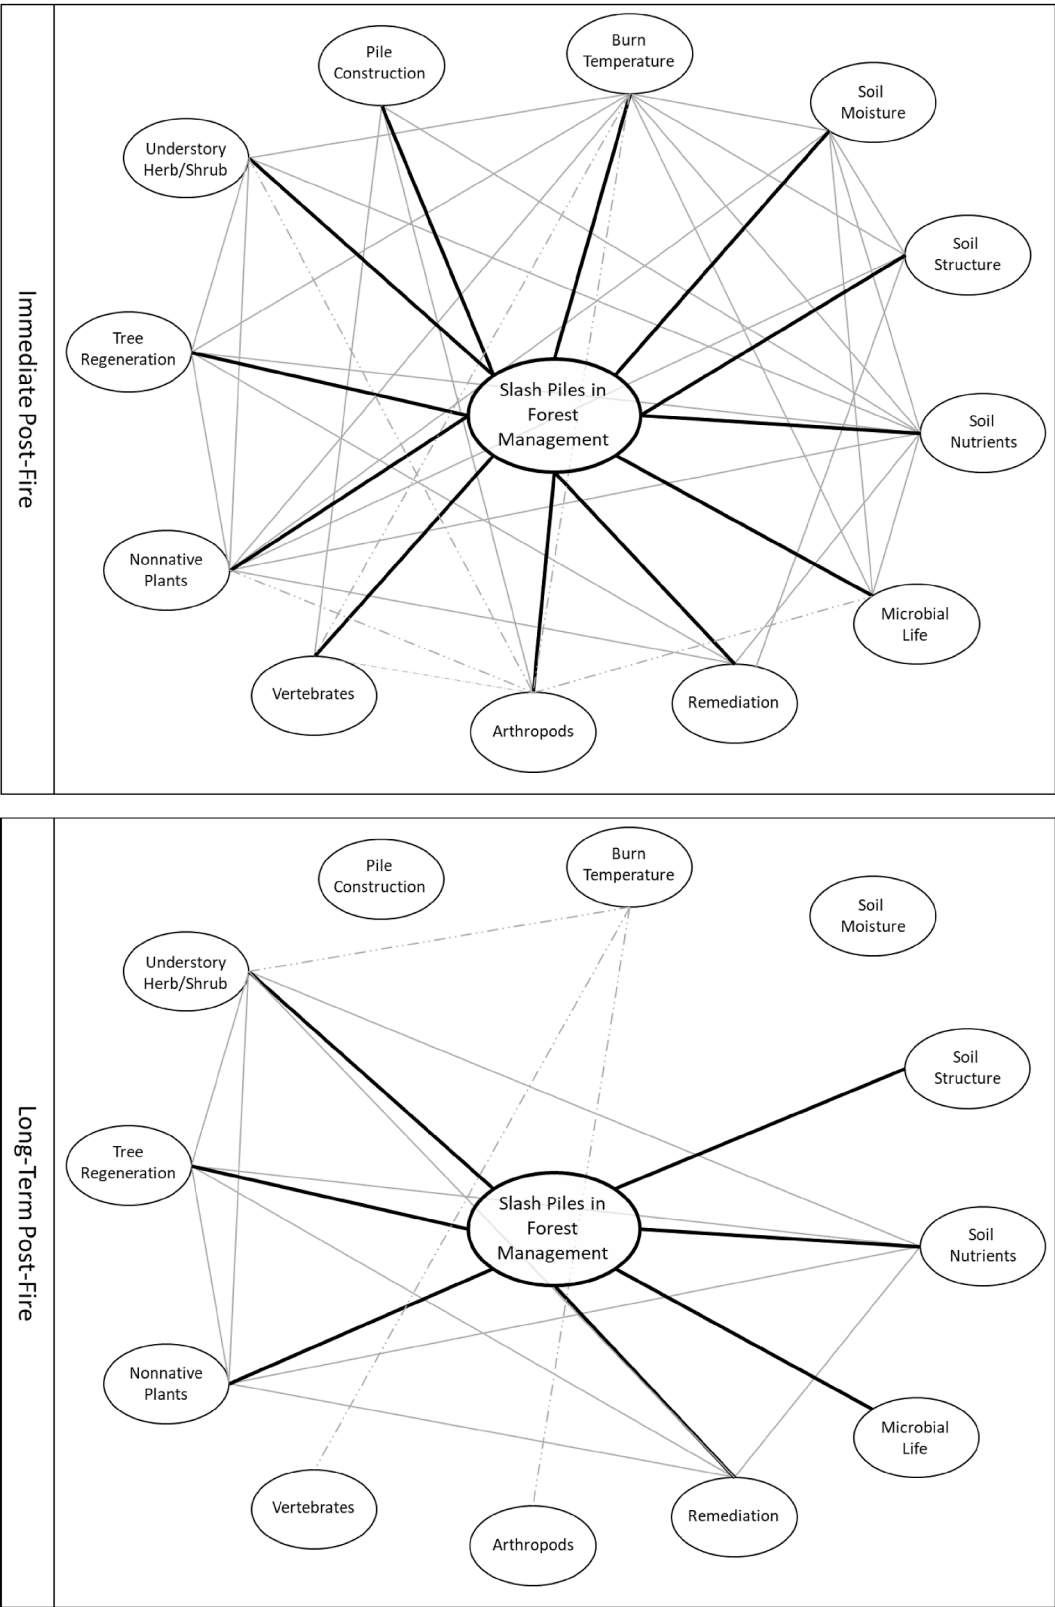 Immediate Post-Fire
Pile
Construction
Burn
Temperature
Soil
Moisture
Understory
Herb/Shrub
Soil
Structure
Tree
Regeneration
Slash Piles in
Forest
Management
Soil
Nutrients
Nonnative
Plants
Microbial
Life
Vertebrates
Arthropods
Remediation
Long-Term Post-Fire
Pile
Construction
Burn
Temperature
Soil
Moisture
Understory
Herb/Shrub
Soil
Structure
Tree
Regeneration
Slash Piles in
Forest
Management
Soil
Nutrients
Nonnative
Plants
Microbial
Life
Vertebrates
Arthropods
Remediation